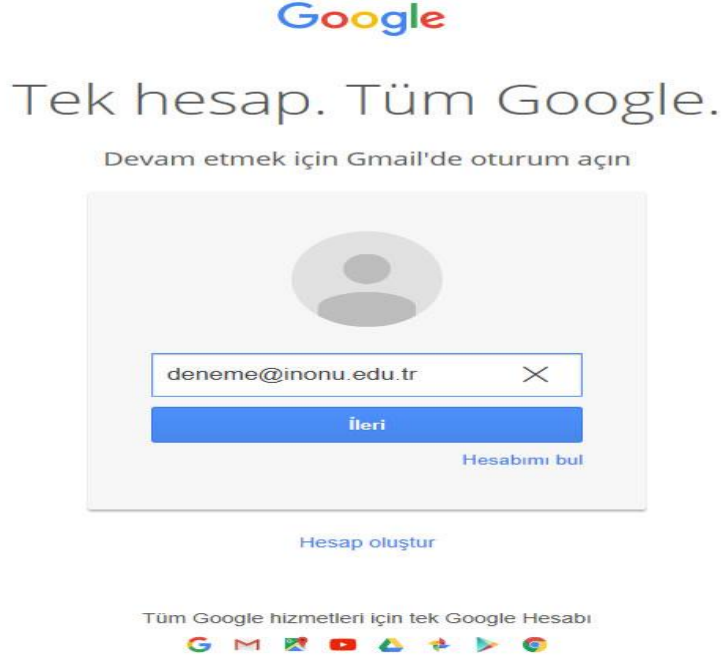 Google
Tek hesap. Tüm Google.
Devam etmek için Gmail'de oturum açın
deneme@inonu.edu.tr
İleri
Hesabımı bul
Hesap oluştur
Tüm Google hizmetleri için tek Google Hesabı